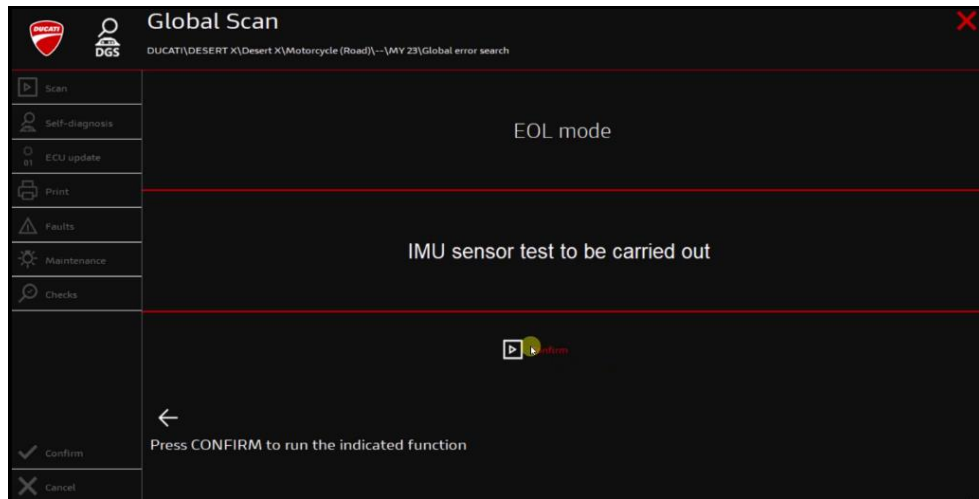 DUCATI
DGS
Global Scan
DUCATI\DESERT X\Desert X\Motorcycle (Road)\--\MY 23\Global error search
Scan
Self-diagnosis
01 ECU update
Print
Faults
Maintenance
Checks
EOL mode
IMU sensor test to be carried out
Press CONFIRM to run the indicated function
Confirm
Cancel